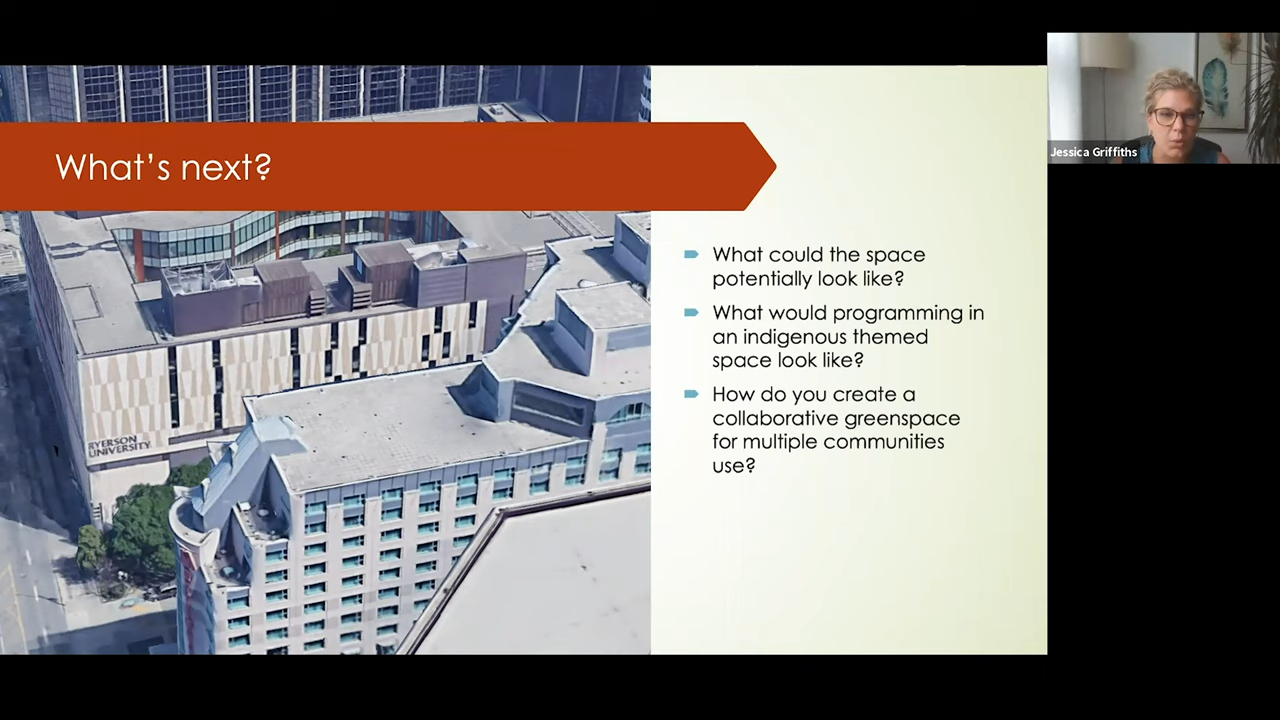 Jessica Griffiths
What's next?
What could the space
potentially look like?
What would programming in
an indigenous themed
space look like?
How do you create a
collaborative greenspace
for multiple communities
use?
RYERSON
UNIVERSITY